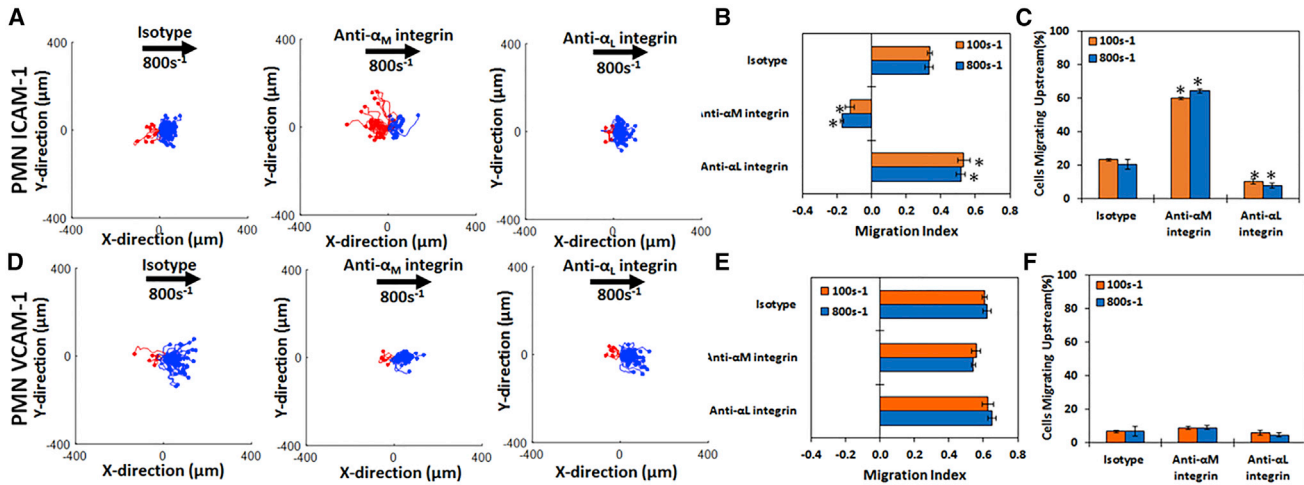 A
B
C
PMN ICAM-1
Isotype
800s⁻¹
Y-direction (µm)
400
0
-400
-400
0
400
X-direction (µm)
Anti-αM integrin
800s⁻¹
Y-direction (µm)
400
0
-400
-400
0
400
X-direction (µm)
Anti-αL integrin
800s⁻¹
Y-direction (µm)
400
0
-400
-400
0
400
X-direction (µm)
100s-1
800s-1
Isotype
Anti-αM integrin
Anti-αL integrin
* * * *
-0.4 -0.2 0.0 0.2 0.4 0.6 0.8
Migration Index
Cells Migrating Upstream(%)
100
80
60
40
20
0
100s-1
800s-1
* * * *
Isotype Anti-αM integrin Anti-αL integrin
D
E
F
PMN VCAM-1
Isotype
800s⁻¹
Y-direction (µm)
400
0
-400
-400
0
400
X-direction (µm)
Anti-αM integrin
800s⁻¹
Y-direction (µm)
400
0
-400
-400
0
400
X-direction (µm)
Anti-αL integrin
800s⁻¹
Y-direction (µm)
400
0
-400
-400
0
400
X-direction (µm)
100s-1
800s-1
Isotype
Anti-αM integrin
Anti-αL integrin
-0.4 -0.2 0.0 0.2 0.4 0.6 0.8
Migration Index
Cells Migrating Upstream(%)
100
80
60
40
20
0
100s-1
800s-1
Isotype Anti-αM integrin Anti-αL integrin